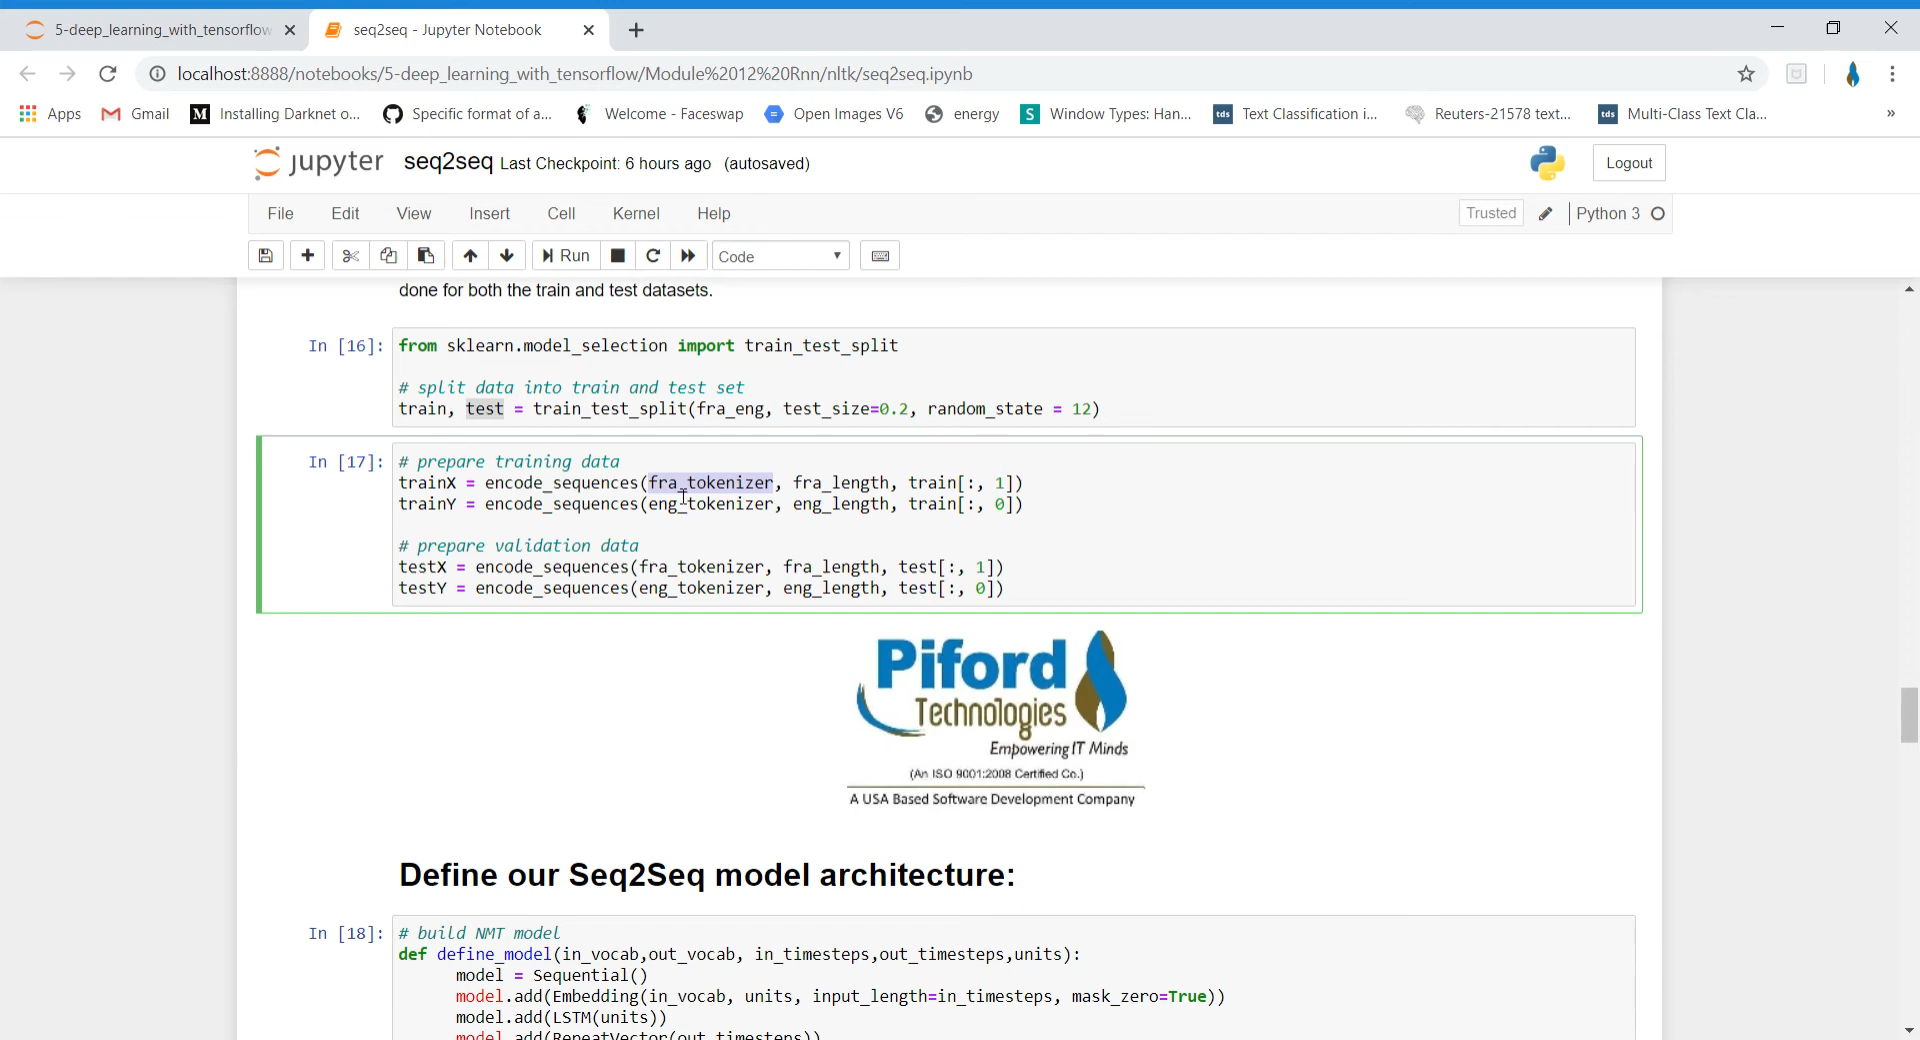 5-deep_learning_with_tensorflow
seq2seq - Jupyter Notebook
localhost:8888/notebooks/5-deep_learning_with_tensorflow/Module%2012%20Rnn/nltk/seq2seq.ipynb
Apps Gmail Installing Darknet o... Specific format of a... Welcome - Faceswap Open Images V6 energy Window Types: Han... Text Classification i... Reuters-21578 text... Multi-Class Text Cla... »
jupyter seq2seq Last Checkpoint: 6 hours ago (autosaved) Logout
File Edit View Insert Cell Kernel Help Trusted Python 3
Run Code
done for both the train and test datasets.
In [16]: from sklearn.model_selection import train_test_split
# split data into train and test set
train, test = train_test_split(fra_eng, test_size=0.2, random_state = 12)
In [17]: # prepare training data
trainX = encode_sequences(fra_tokenizer, fra_length, train[:, 1])
trainY = encode_sequences(eng_tokenizer, eng_length, train[:, 0])
# prepare validation data
testX = encode_sequences(fra_tokenizer, fra_length, test[:, 1])
testY = encode_sequences(eng_tokenizer, eng_length, test[:, 0])
Piford
Technologies
Empowering IT Minds
(An ISO 9001:2008 Certified Co.)
A USA Based Software Development Company
Define our Seq2Seq model architecture:
In [18]: # build NMT model
def define_model(in_vocab,out_vocab, in_timesteps,out_timesteps,units):
model = Sequential()
model.add(Embedding(in_vocab, units, input_length=in_timesteps, mask_zero=True))
model.add(LSTM(units))
model.add(RepeatVector(out_timesteps))